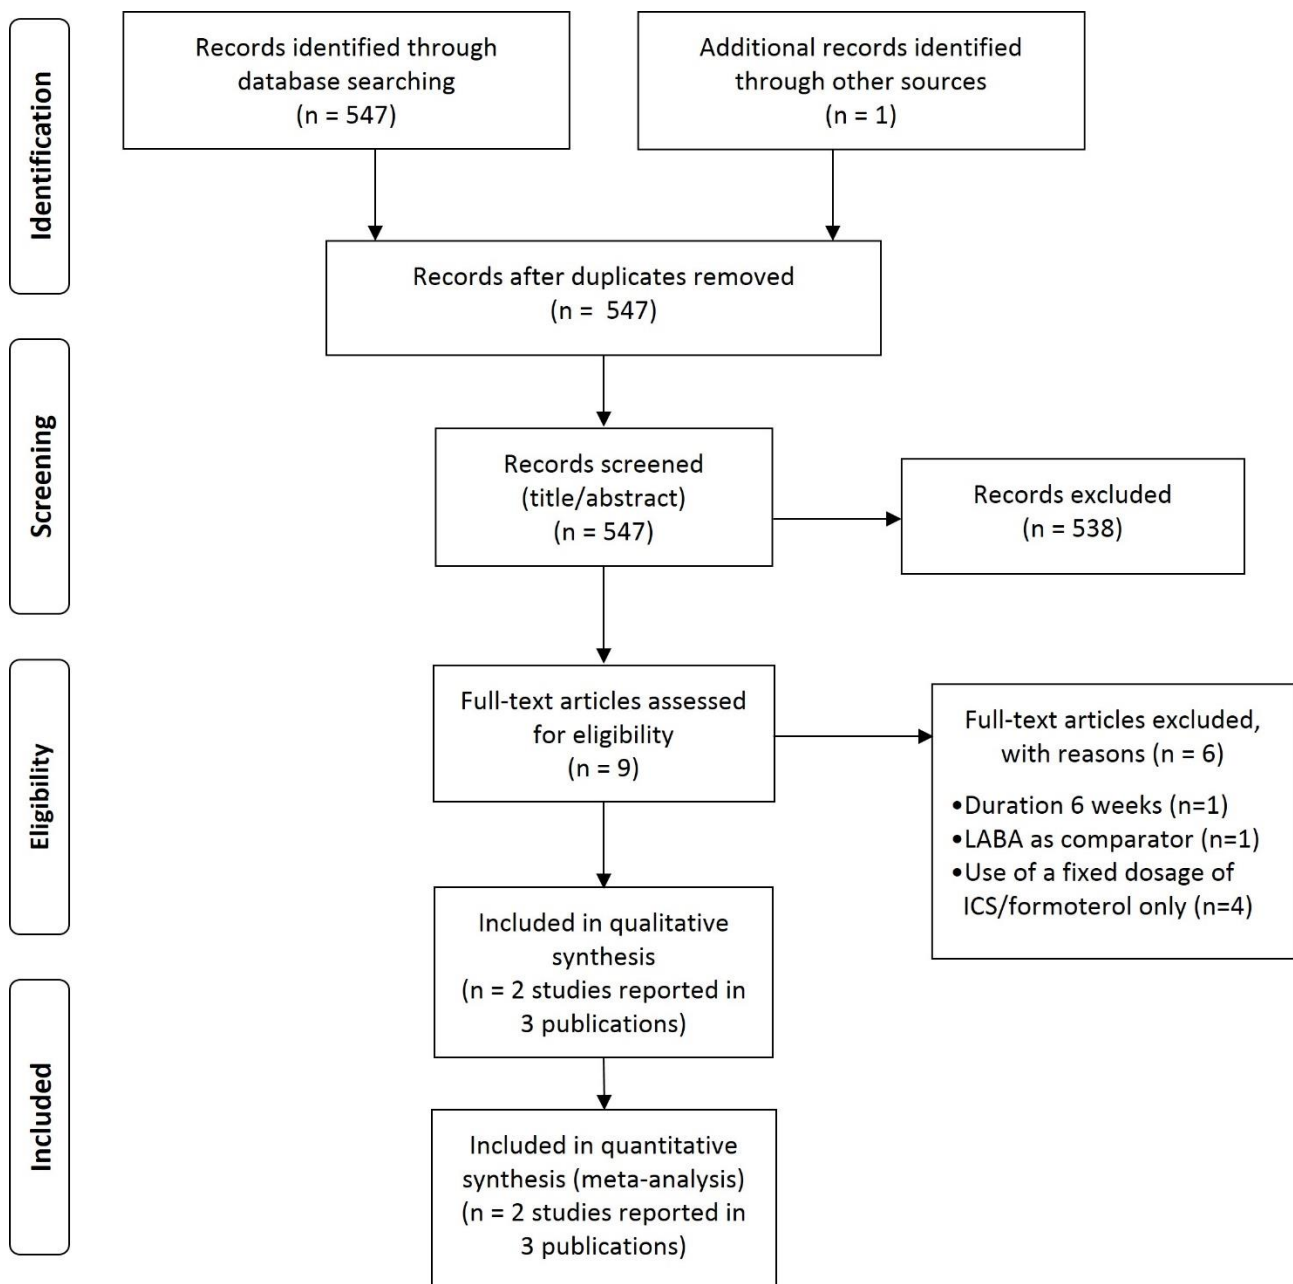 Identification
Records identified through
database searching
(n = 547)
Additional records identified
through other sources
(n = 1)
Records after duplicates removed
(n =  547)
Screening
Records screened
(title/abstract)
(n = 547)
Records excluded
(n = 538)
Eligibility
Full-text articles assessed
for eligibility
(n = 9)
Full-text articles excluded,
with reasons (n = 6)
•Duration 6 weeks (n=1)
•LABA as comparator (n=1)
•Use of a fixed dosage of
ICS/formoterol only (n=4)
Included in qualitative
synthesis
(n = 2 studies reported in
3 publications)
Included
Included in quantitative
synthesis (meta-analysis)
(n = 2 studies reported in
3 publications)